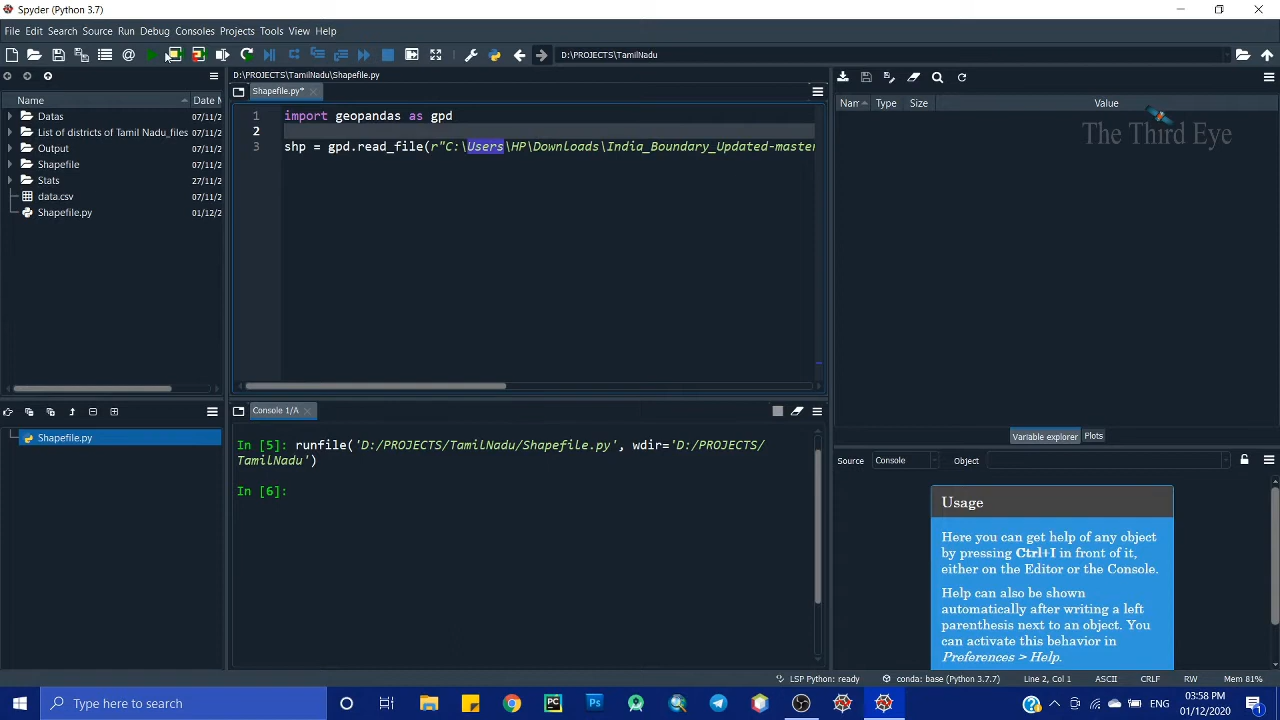 Spyder (Python 3.7)
File Edit Search Source Run Debug Consoles Projects Tools View Help
D:\PROJECTS\TamilNadu
D:\PROJECTS\TamilNadu\Shapefile.py
Shapefile.py*
Name Date M
Datas 07/11/2
List of districts of Tamil Nadu_files 07/11/2
Output 07/11/2
Shapefile 07/11/2
Stats 27/11/2
data.csv 07/11/2
Shapefile.py 01/12/2
1 import geopandas as gpd
2
3 shp = gpd.read_file(r"C:\Users\HP\Downloads\India_Boundary_Updated-master
Nam Type Size Value
The Third Eye
Variable explorer Plots
Shapefile.py
Console 1/A
In [5]: runfile('D:/PROJECTS/TamilNadu/Shapefile.py', wdir='D:/PROJECTS/
TamilNadu')
In [6]:
Source Console Object
Usage
Here you can get help of any object
by pressing Ctrl+I in front of it,
either on the Editor or the Console.
Help can also be shown
automatically after writing a left
parenthesis next to an object. You
can activate this behavior in
Preferences > Help.
LSP Python: ready conda: base (Python 3.7.7) Line 2, Col 1 ASCII CRLF RW Mem 81%
Type here to search
PC
Ps
ENG
03:58 PM
01/12/2020
1